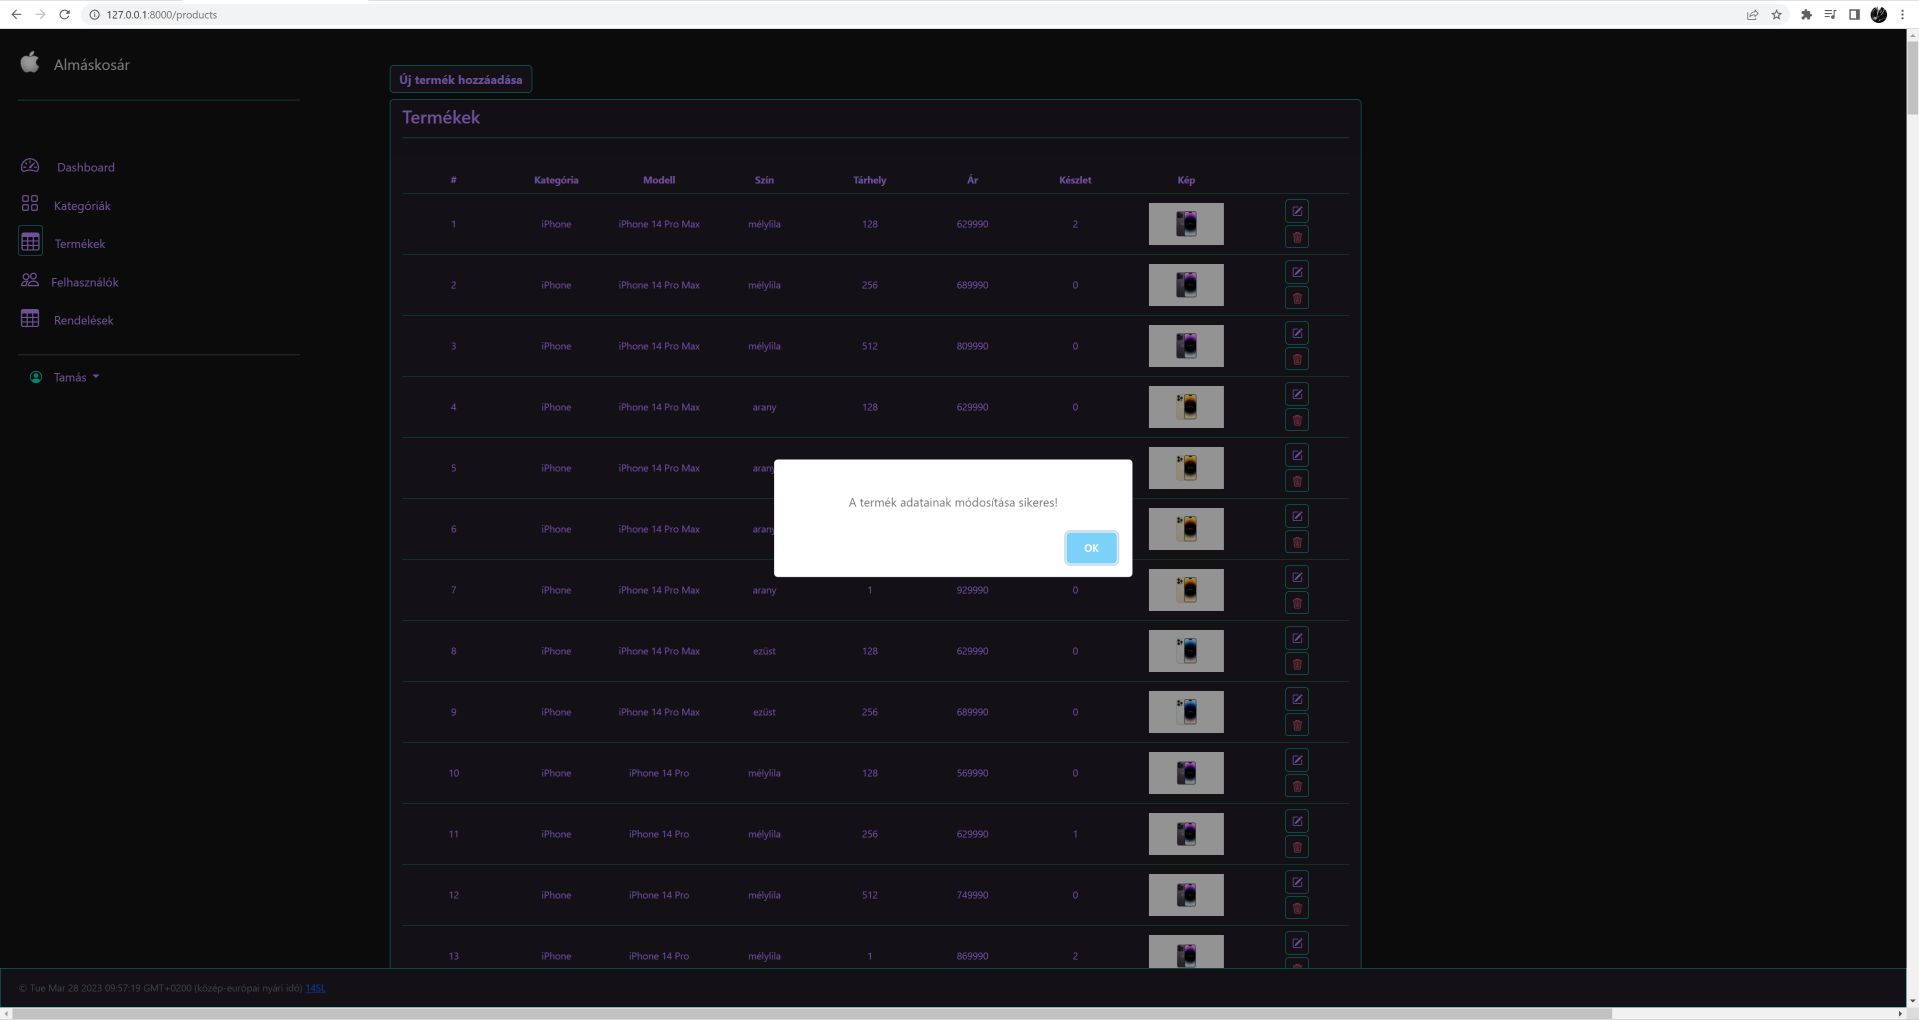 127.0.0.1:8000/products
Almáskosár
Dashboard
Kategóriák
Termékek
Felhasználók
Rendelések
Tamás
Új termék hozzáadása
Termékek
# Kategória Modell Szín Tárhely Ár Készlet Kép
1 iPhone iPhone 14 Pro Max mélylila 128 629990 2
2 iPhone iPhone 14 Pro Max mélylila 256 689990 0
3 iPhone iPhone 14 Pro Max mélylila 512 809990 0
4 iPhone iPhone 14 Pro Max arany 128 629990 0
5 iPhone iPhone 14 Pro Max
6 iPhone iPhone 14 Pro Max
A termék adatainak módosítása sikeres!
OK
7 iPhone iPhone 14 Pro Max arany 1 929990 0
8 iPhone iPhone 14 Pro Max ezüst 128 629990 0
9 iPhone iPhone 14 Pro Max ezüst 256 689990 0
10 iPhone iPhone 14 Pro mélylila 128 569990 0
11 iPhone iPhone 14 Pro mélylila 256 629990 1
12 iPhone iPhone 14 Pro mélylila 512 749990 0
13 iPhone iPhone 14 Pro mélylila 1 869990 2
© Tue Mar 28 2023 09:57:19 GMT+0200 (közép-európai nyári idő) 14SL